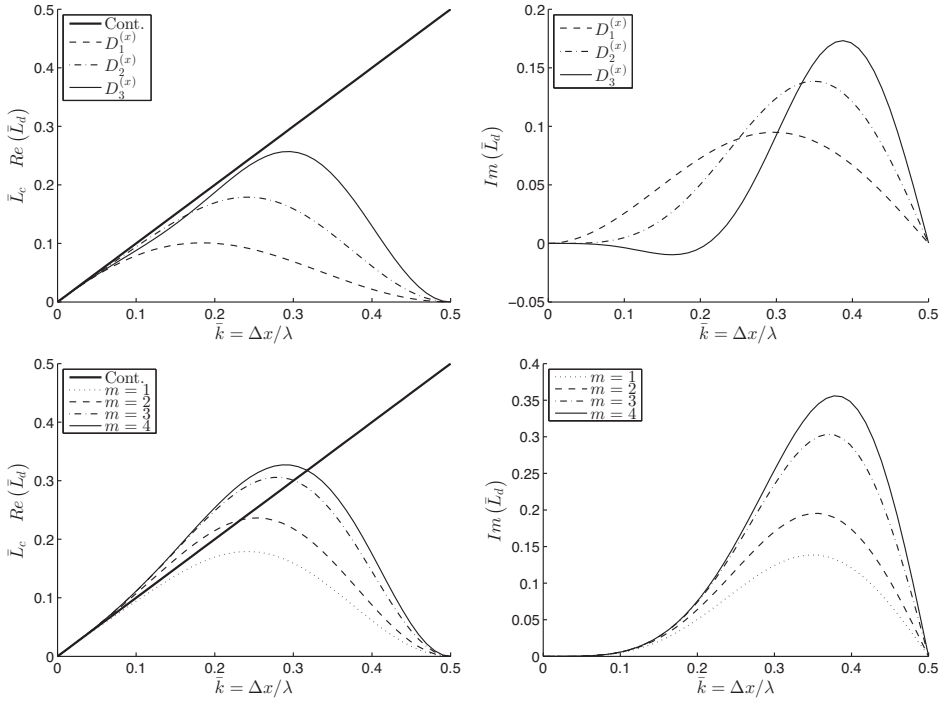 Cont.
D_1^{(x)}
D_2^{(x)}
D_3^{(x)}
0.5
0.4
0.3
0.2
0.1
0
L̄_c Re(L̄_d)
0 0.1 0.2 0.3 0.4 0.5
k̄ = Δx/λ
D_1^{(x)}
D_2^{(x)}
D_3^{(x)}
0.2
0.15
0.1
0.05
0
−0.05
Im(L̄_d)
0 0.1 0.2 0.3 0.4 0.5
k̄ = Δx/λ
Cont.
m = 1
m = 2
m = 3
m = 4
0.5
0.4
0.3
0.2
0.1
0
L̄_c Re(L̄_d)
0 0.1 0.2 0.3 0.4 0.5
k̄ = Δx/λ
m = 1
m = 2
m = 3
m = 4
0.4
0.35
0.3
0.25
0.2
0.15
0.1
0.05
0
Im(L̄_d)
0 0.1 0.2 0.3 0.4 0.5
k̄ = Δx/λ